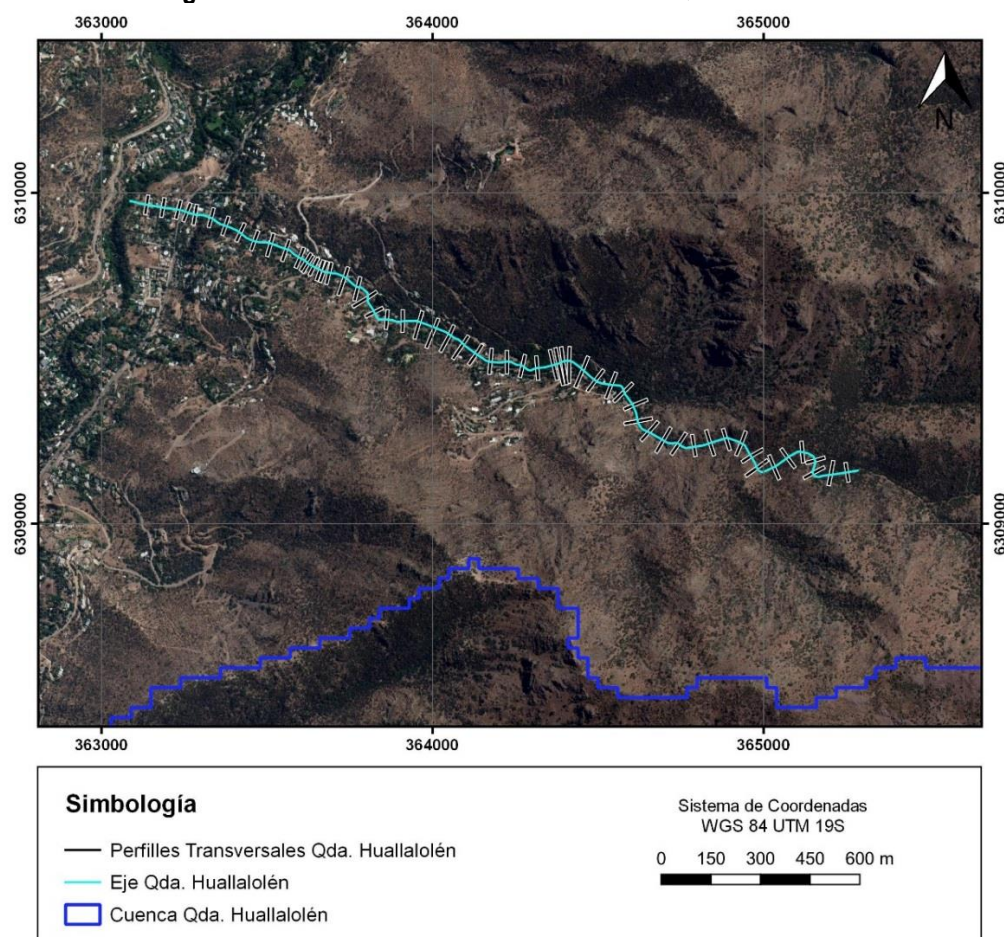 363000 364000 365000
N
6310000 6310000
6309000 6309000
363000 364000 365000
Simbología
Perfilles Transversales Qda. Huallalolén
Eje Qda. Huallalolén
Cuenca Qda. Huallalolén
Sistema de Coordenadas
WGS 84 UTM 19S
0 150 300 450 600 m